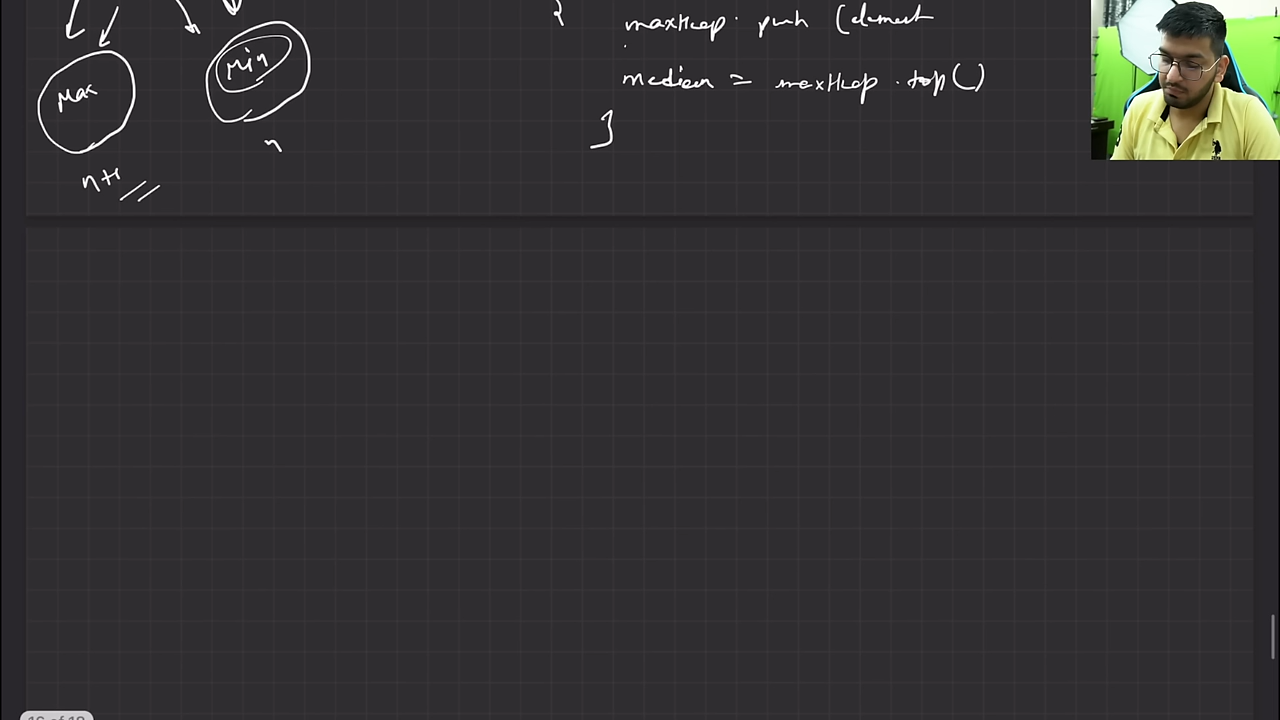 maxHeap. push (element
Min
Max
median = maxHeap.top()
}
n
n+1